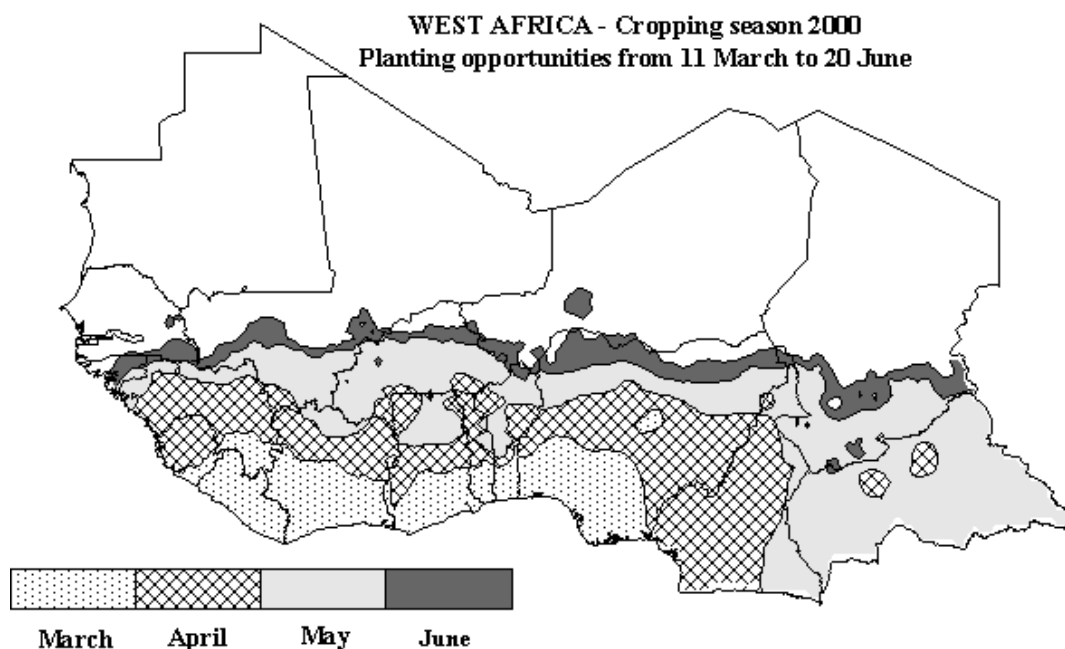 WEST AFRICA - Cropping season 2000
Planting opportunities from 11 March to 20 June
March April May June